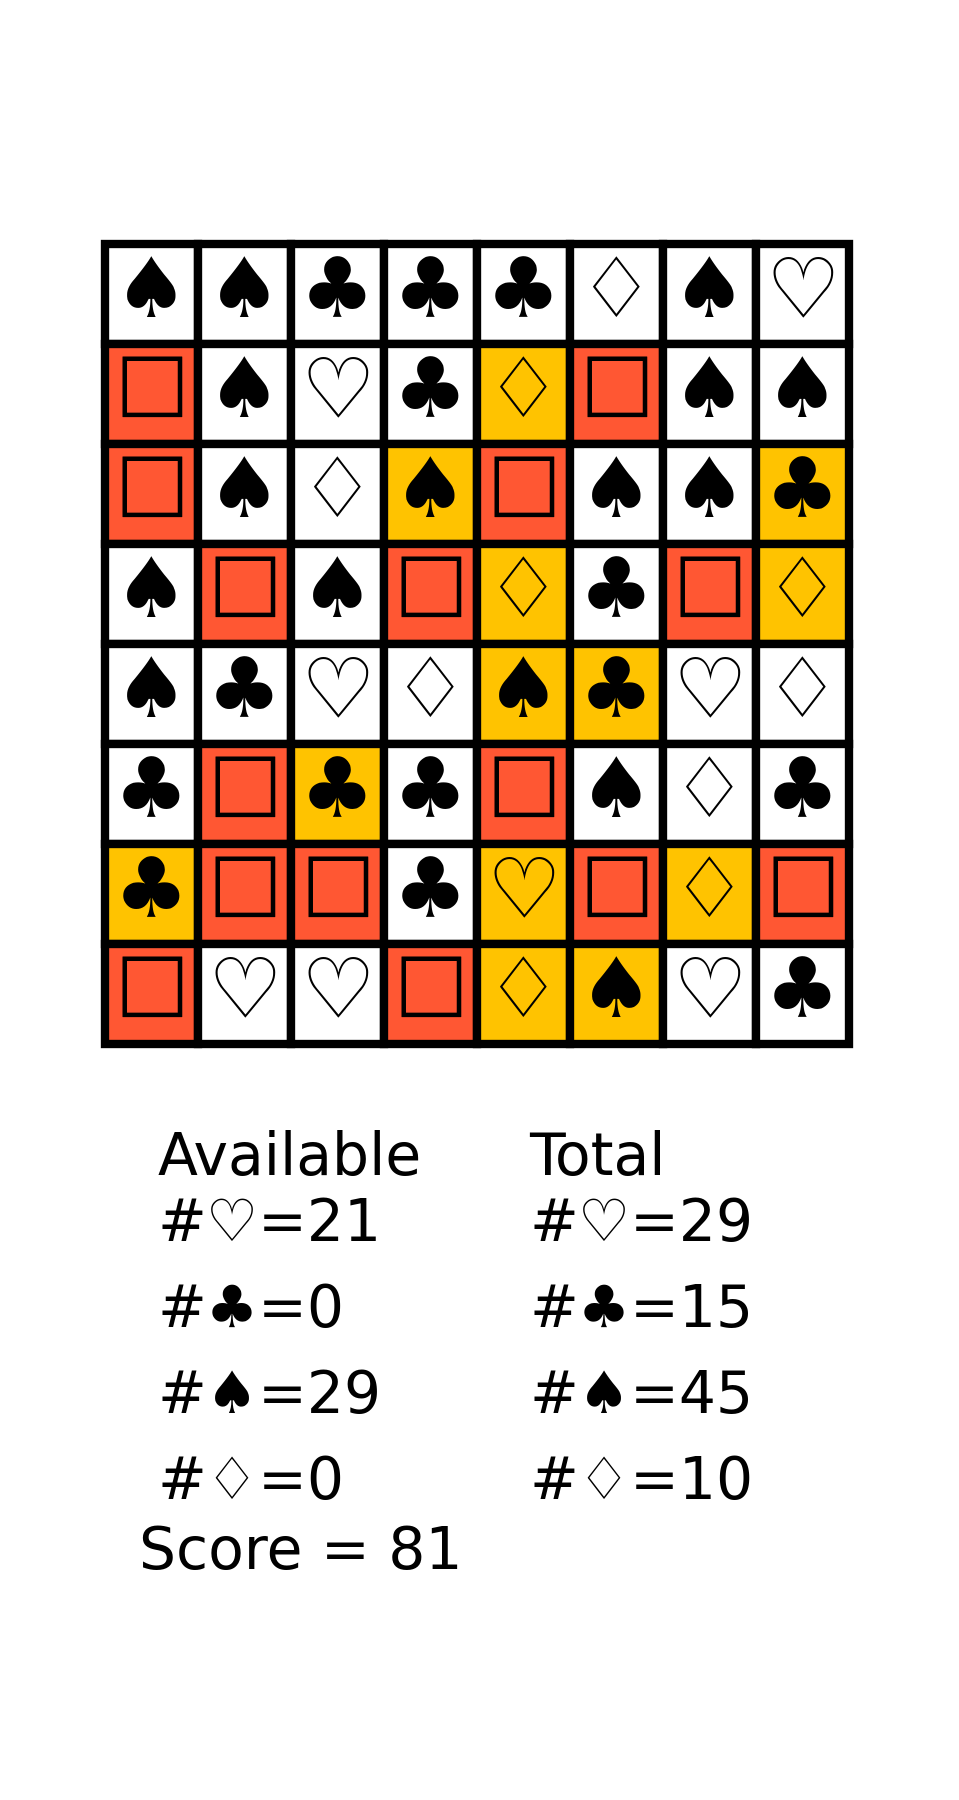 ♠ ♠ ♣ ♣ ♣ ♢ ♠ ♡
□ ♠ ♡ ♣ ♢ □ ♠ ♠
□ ♠ ♢ ♠ □ ♠ ♠ ♣
♠ □ ♠ □ ♢ ♣ □ ♢
♠ ♣ ♡ ♢ ♠ ♣ ♡ ♢
♣ □ ♣ ♣ □ ♠ ♢ ♣
♣ □ □ ♣ ♡ □ ♢ □
□ ♡ ♡ □ ♢ ♠ ♡ ♣
Available Total
#♡=21 #♡=29
#♣=0 #♣=15
#♠=29 #♠=45
#♢=0 #♢=10
Score = 81